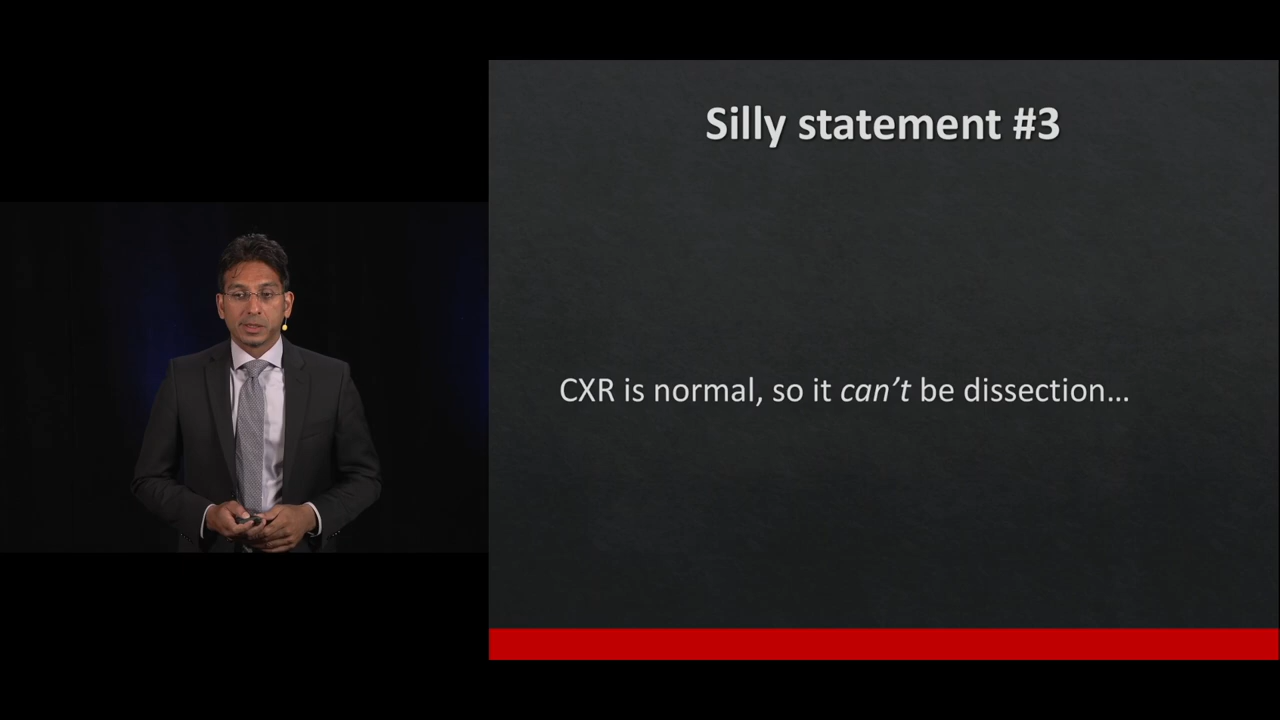 Silly statement #3
CXR is normal, so it can’t be dissection…